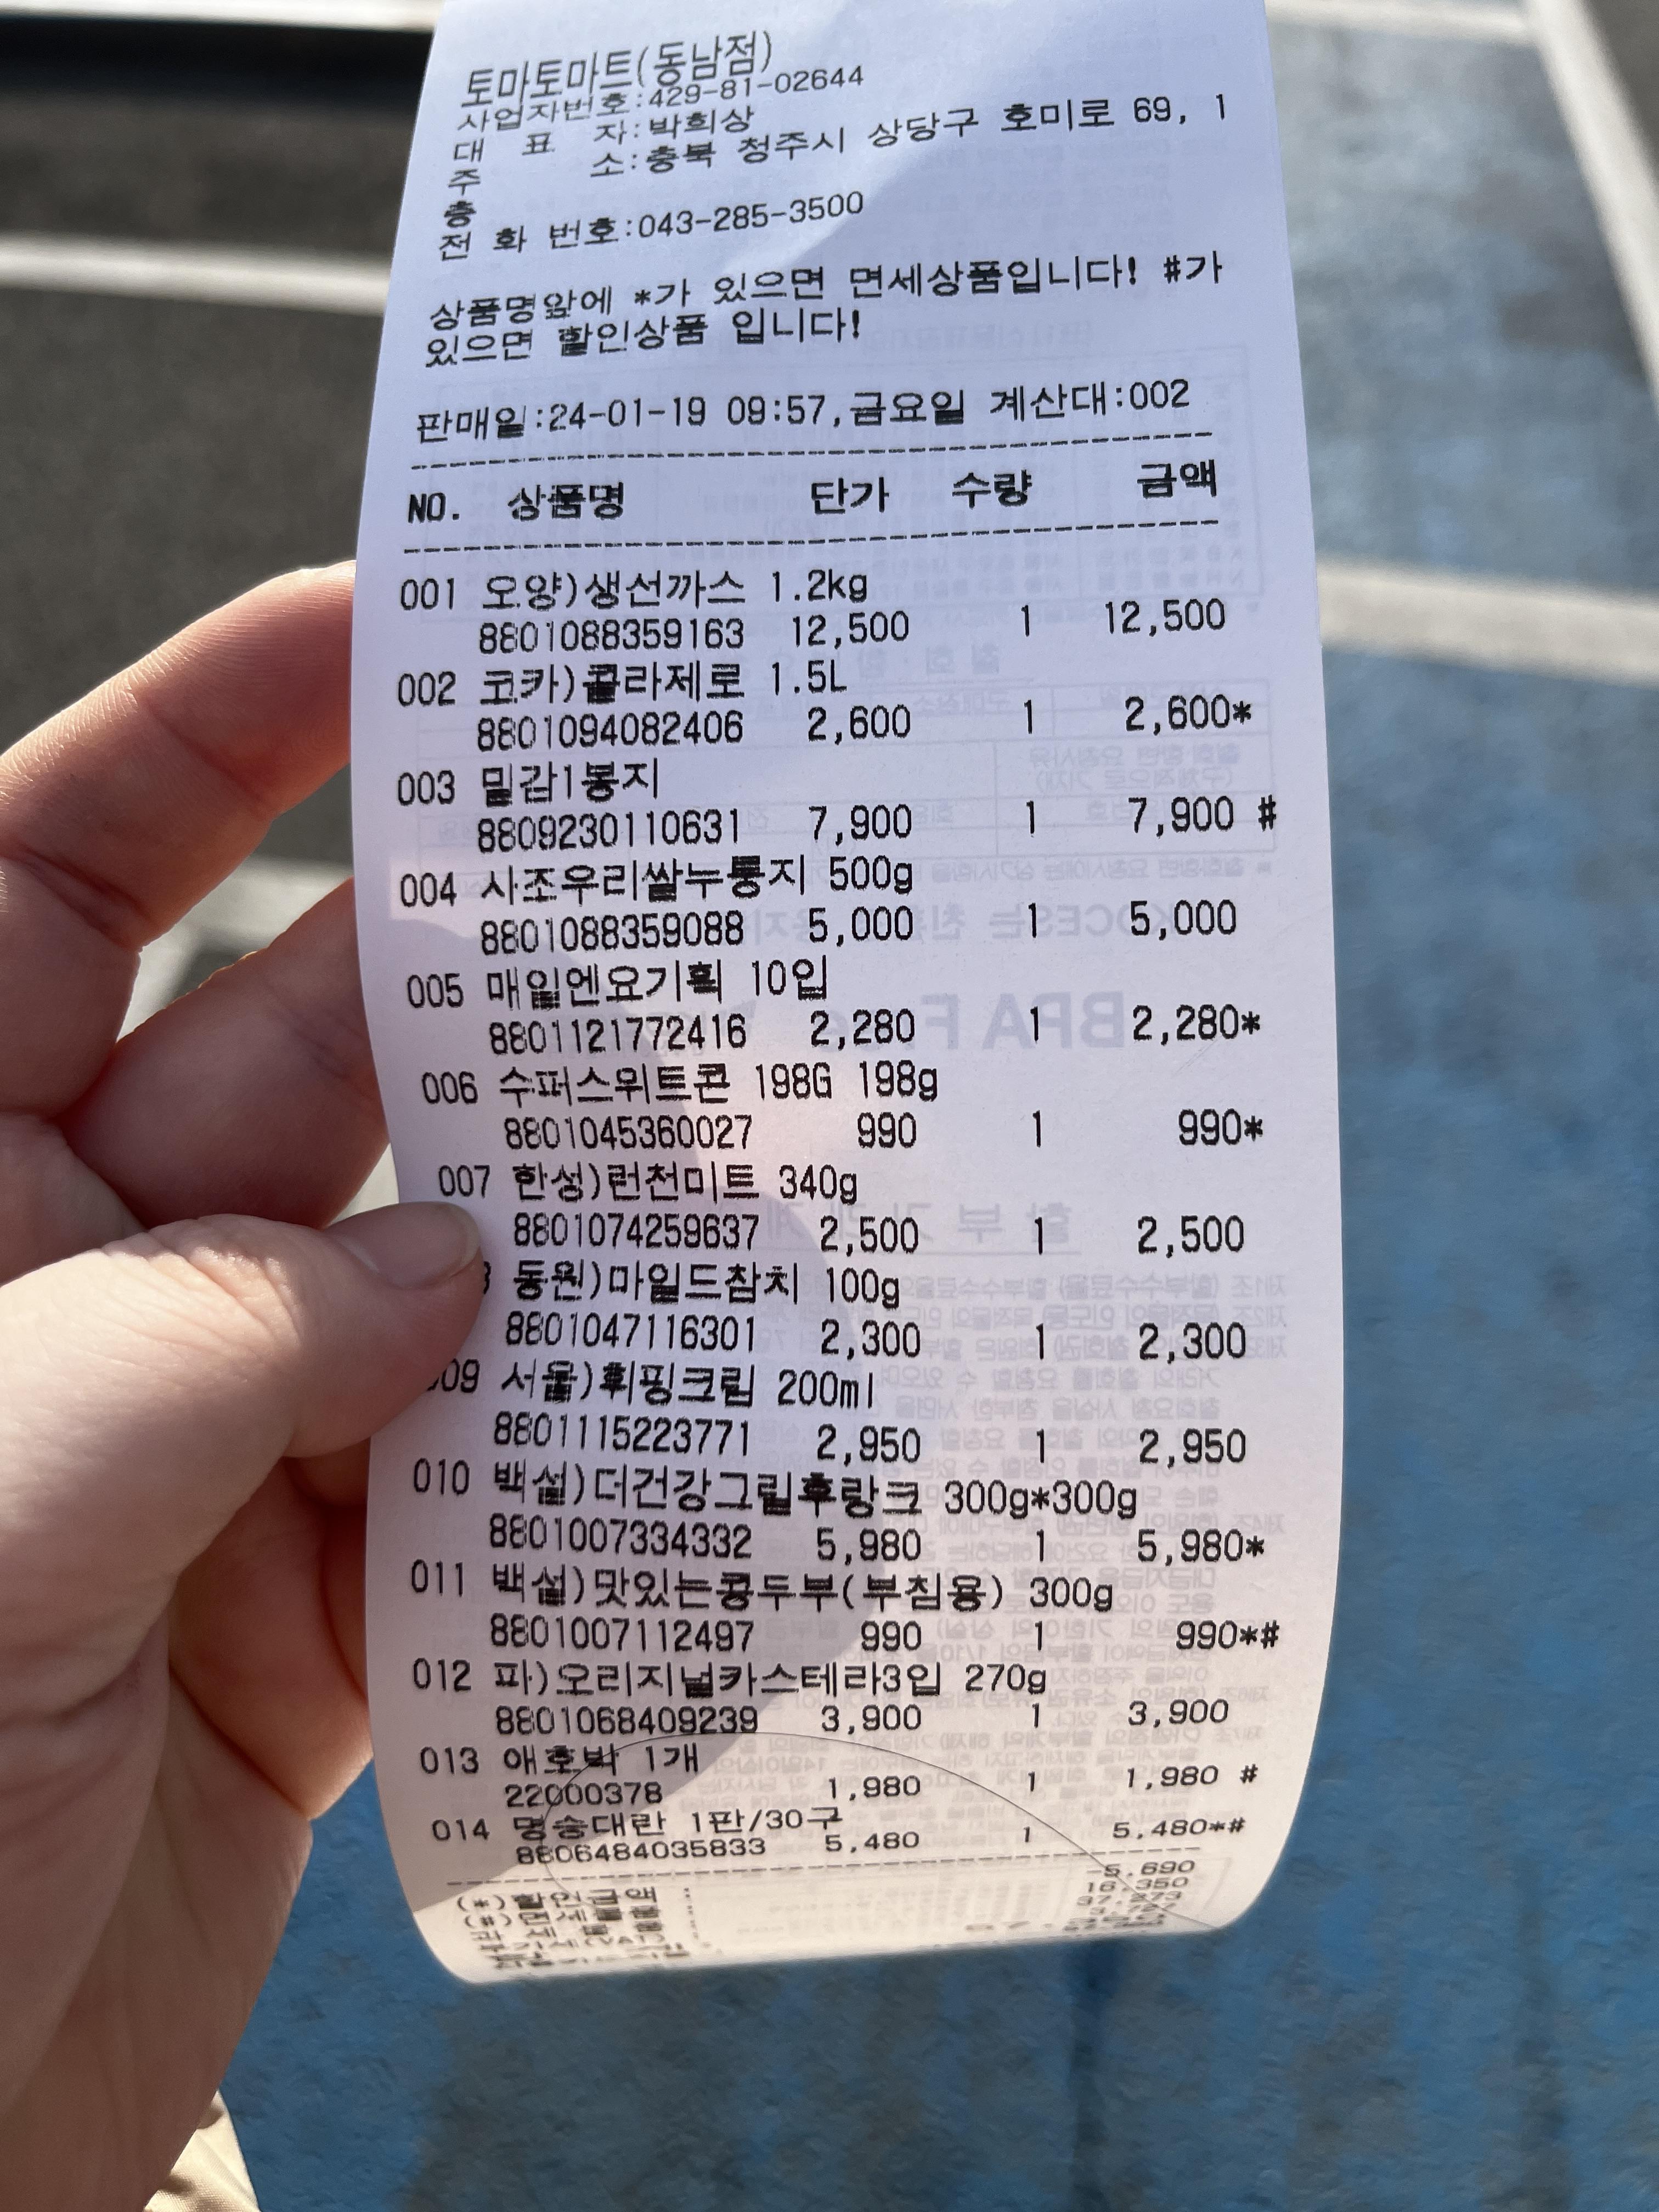 토마토마트(동남점)
사업자번호:429-81-02644
대 표 자:박희상
주 소:충북 청주시 상당구 호미로 69, 1
층
전 화 번호:043-285-3500
상품명앞에 *가 있으면 면세상품입니다! #가
있으면 할인상품 입니다!
판매일:24-01-19 09:57,금요일 계산대:002
NO. 상품명 단가 수량 금액
001 오양)생선까스 1.2kg
8801088359163 12,500 1 12,500
002 코카)콜라제로 1.5L
8801094082406 2,600 1 2,600*
003 밀감1봉지
8809230110631 7,900 1 7,900 #
004 사조우리쌀누룽지 500g
8801088359088 5,000 1 5,000
005 매일엔요기획 10입
8801121772416 2,280 1 2,280*
006 수퍼스위트콘 198G 198g
8801045360027 990 1 990*
007 한성)런천미트 340g
8801074259637 2,500 1 2,500
8 동원)마일드참치 100g
8801047116301 2,300 1 2,300
09 서울)휘핑크림 200ml
8801115223771 2,950 1 2,950
010 백설)더건강그릴후랑크 300g*300g
8801007334332 5,980 1 5,980*
011 백설)맛있는콩두부(부침용) 300g
8801007112497 990 1 990*#
012 파)오리지널카스테라3입 270g
8801068409239 3,900 1 3,900
013 애호박 1개
22000378 1,980 1 1,980 #
014 명승대란 1판/30구
8806484035833 5,480 1 5,480*#
(*)할인금액 : -5,690
(#)면세물품 : 16,350
과 세 물 품 : 37,273
부가세(VAT) 3,727